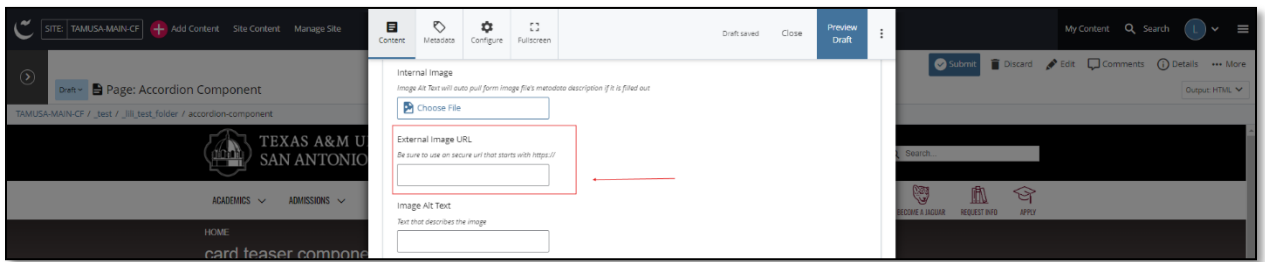 SITE: TAMUSA-MAIN-CF Add Content Site Content Manage Site
Content Metadata Configure Fullscreen
Draft saved Close Preview Draft
My Content Search L
Submit Discard Edit Comments Details More
Draft Page: Accordion Component
Output: HTML
TAMUSA-MAIN-CF / _test / _lili_test_folder / accordion-component
Internal Image
Image Alt Text will auto pull form image file's metadata description if it is filled out
Choose File
External Image URL
Be sure to use an secure url that starts with https://
Image Alt Text
Text that describes the image
TEXAS A&M U
SAN ANTONIO
Search...
ACADEMICS ADMISSIONS
BECOME A JAGUAR REQUEST INFO APPLY
HOME
card teaser compone